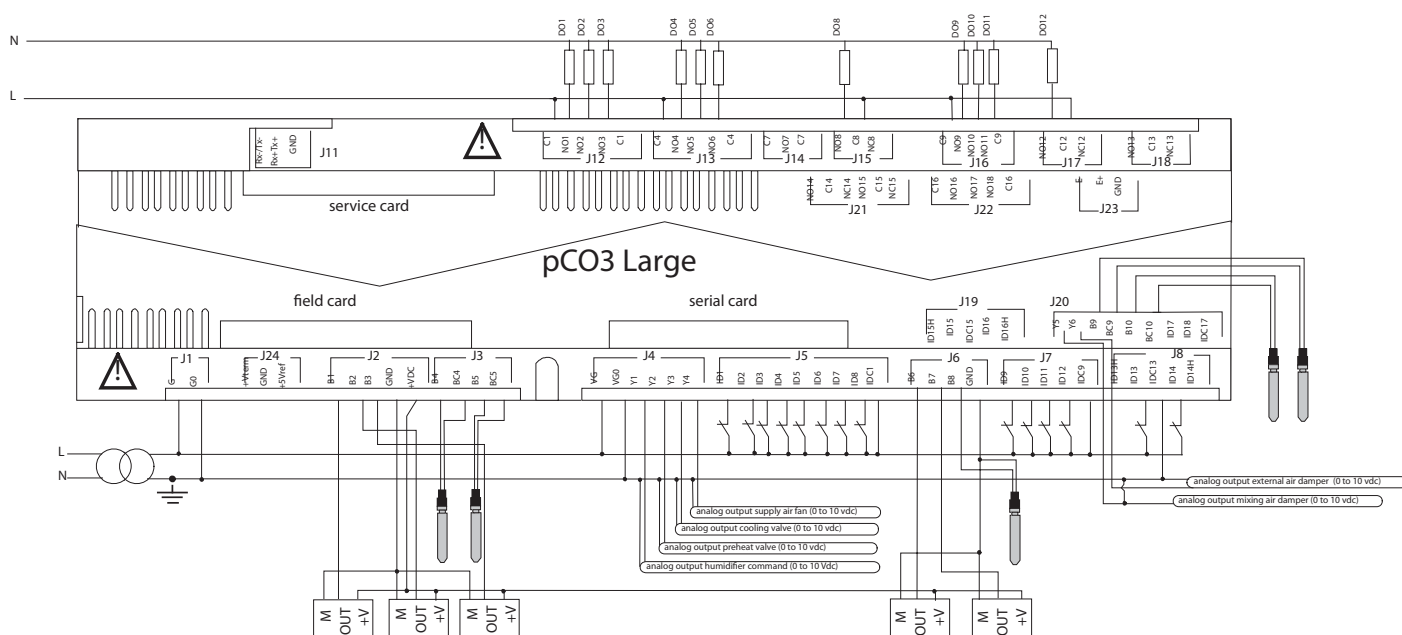 DO1 DO2 DO3 DO4 DO5 DO6 DO8 DO9 DO10 DO11 DO12
N
L
Rx-/Tx- Rx+Tx+ GND
J11
C1 NO1 NO2 NO3 C1
J12
C4 NO4 NO5 NO6 C4
J13
C7 NO7 C7
J14
NO8 C8 NC8
J15
C9 NO9 NO10 NO11 C9
J16
NO12 C12 NC12
J17
NO13 C13 NC13
J18
service card
NO14 C14 NC14 NO15 C15 NC15
J21
C16 NO16 NO17 NO18 C16
J22
E- E+ GND
J23
pCO3 Large
field card
serial card
J19
ID15H ID15 IDC15 ID16 ID16H
J20
Y5 Y6 B9 BC9 B10 BC10 ID17 ID18 IDC17
J1
G G0
J24
+Vterm GND +5Vref
J2
B1 B2 B3 GND +VDC
J3
B4 BC4 B5 BC5
J4
VG VG0 Y1 Y2 Y3 Y4
J5
ID1 ID2 ID3 ID4 ID5 ID6 ID7 ID8 IDC1
J6
B6 B7 B8 GND
J7
ID9 ID10 ID11 ID12 IDC9
J8
ID13H ID13 IDC13 ID14 ID14H
L
N
analog output external air damper (0 to 10 vdc)
analog output mixing air damper (0 to 10 vdc)
analog output supply air fan (0 to 10 vdc)
analog output cooling valve (0 to 10 vdc)
analog output preheat valve (0 to 10 vdc)
analog output humidifier command (0 to 10 Vdc)
M OUT +V
M OUT +V
M OUT +V
M OUT +V
M OUT +V